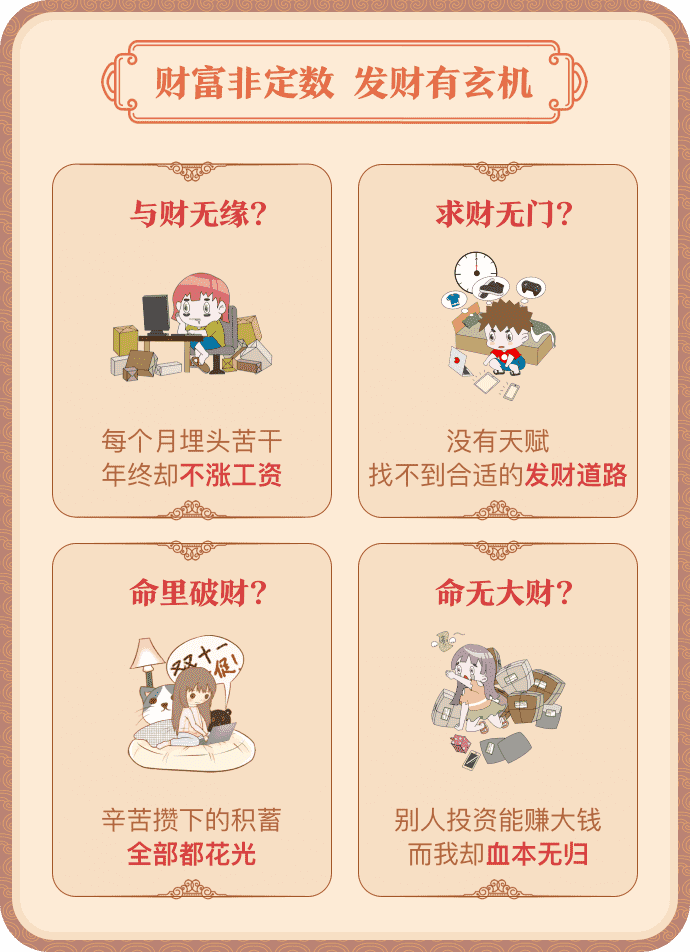 财富非定数 发财有玄机
与财无缘?
每个月埋头苦干
年终却不涨工资
求财无门?
没有天赋
找不到合适的发财道路
命里破财?
双十一
促!
辛苦攒下的积蓄
全部都花光
命无大财?
别人投资能赚大钱
而我却血本无归